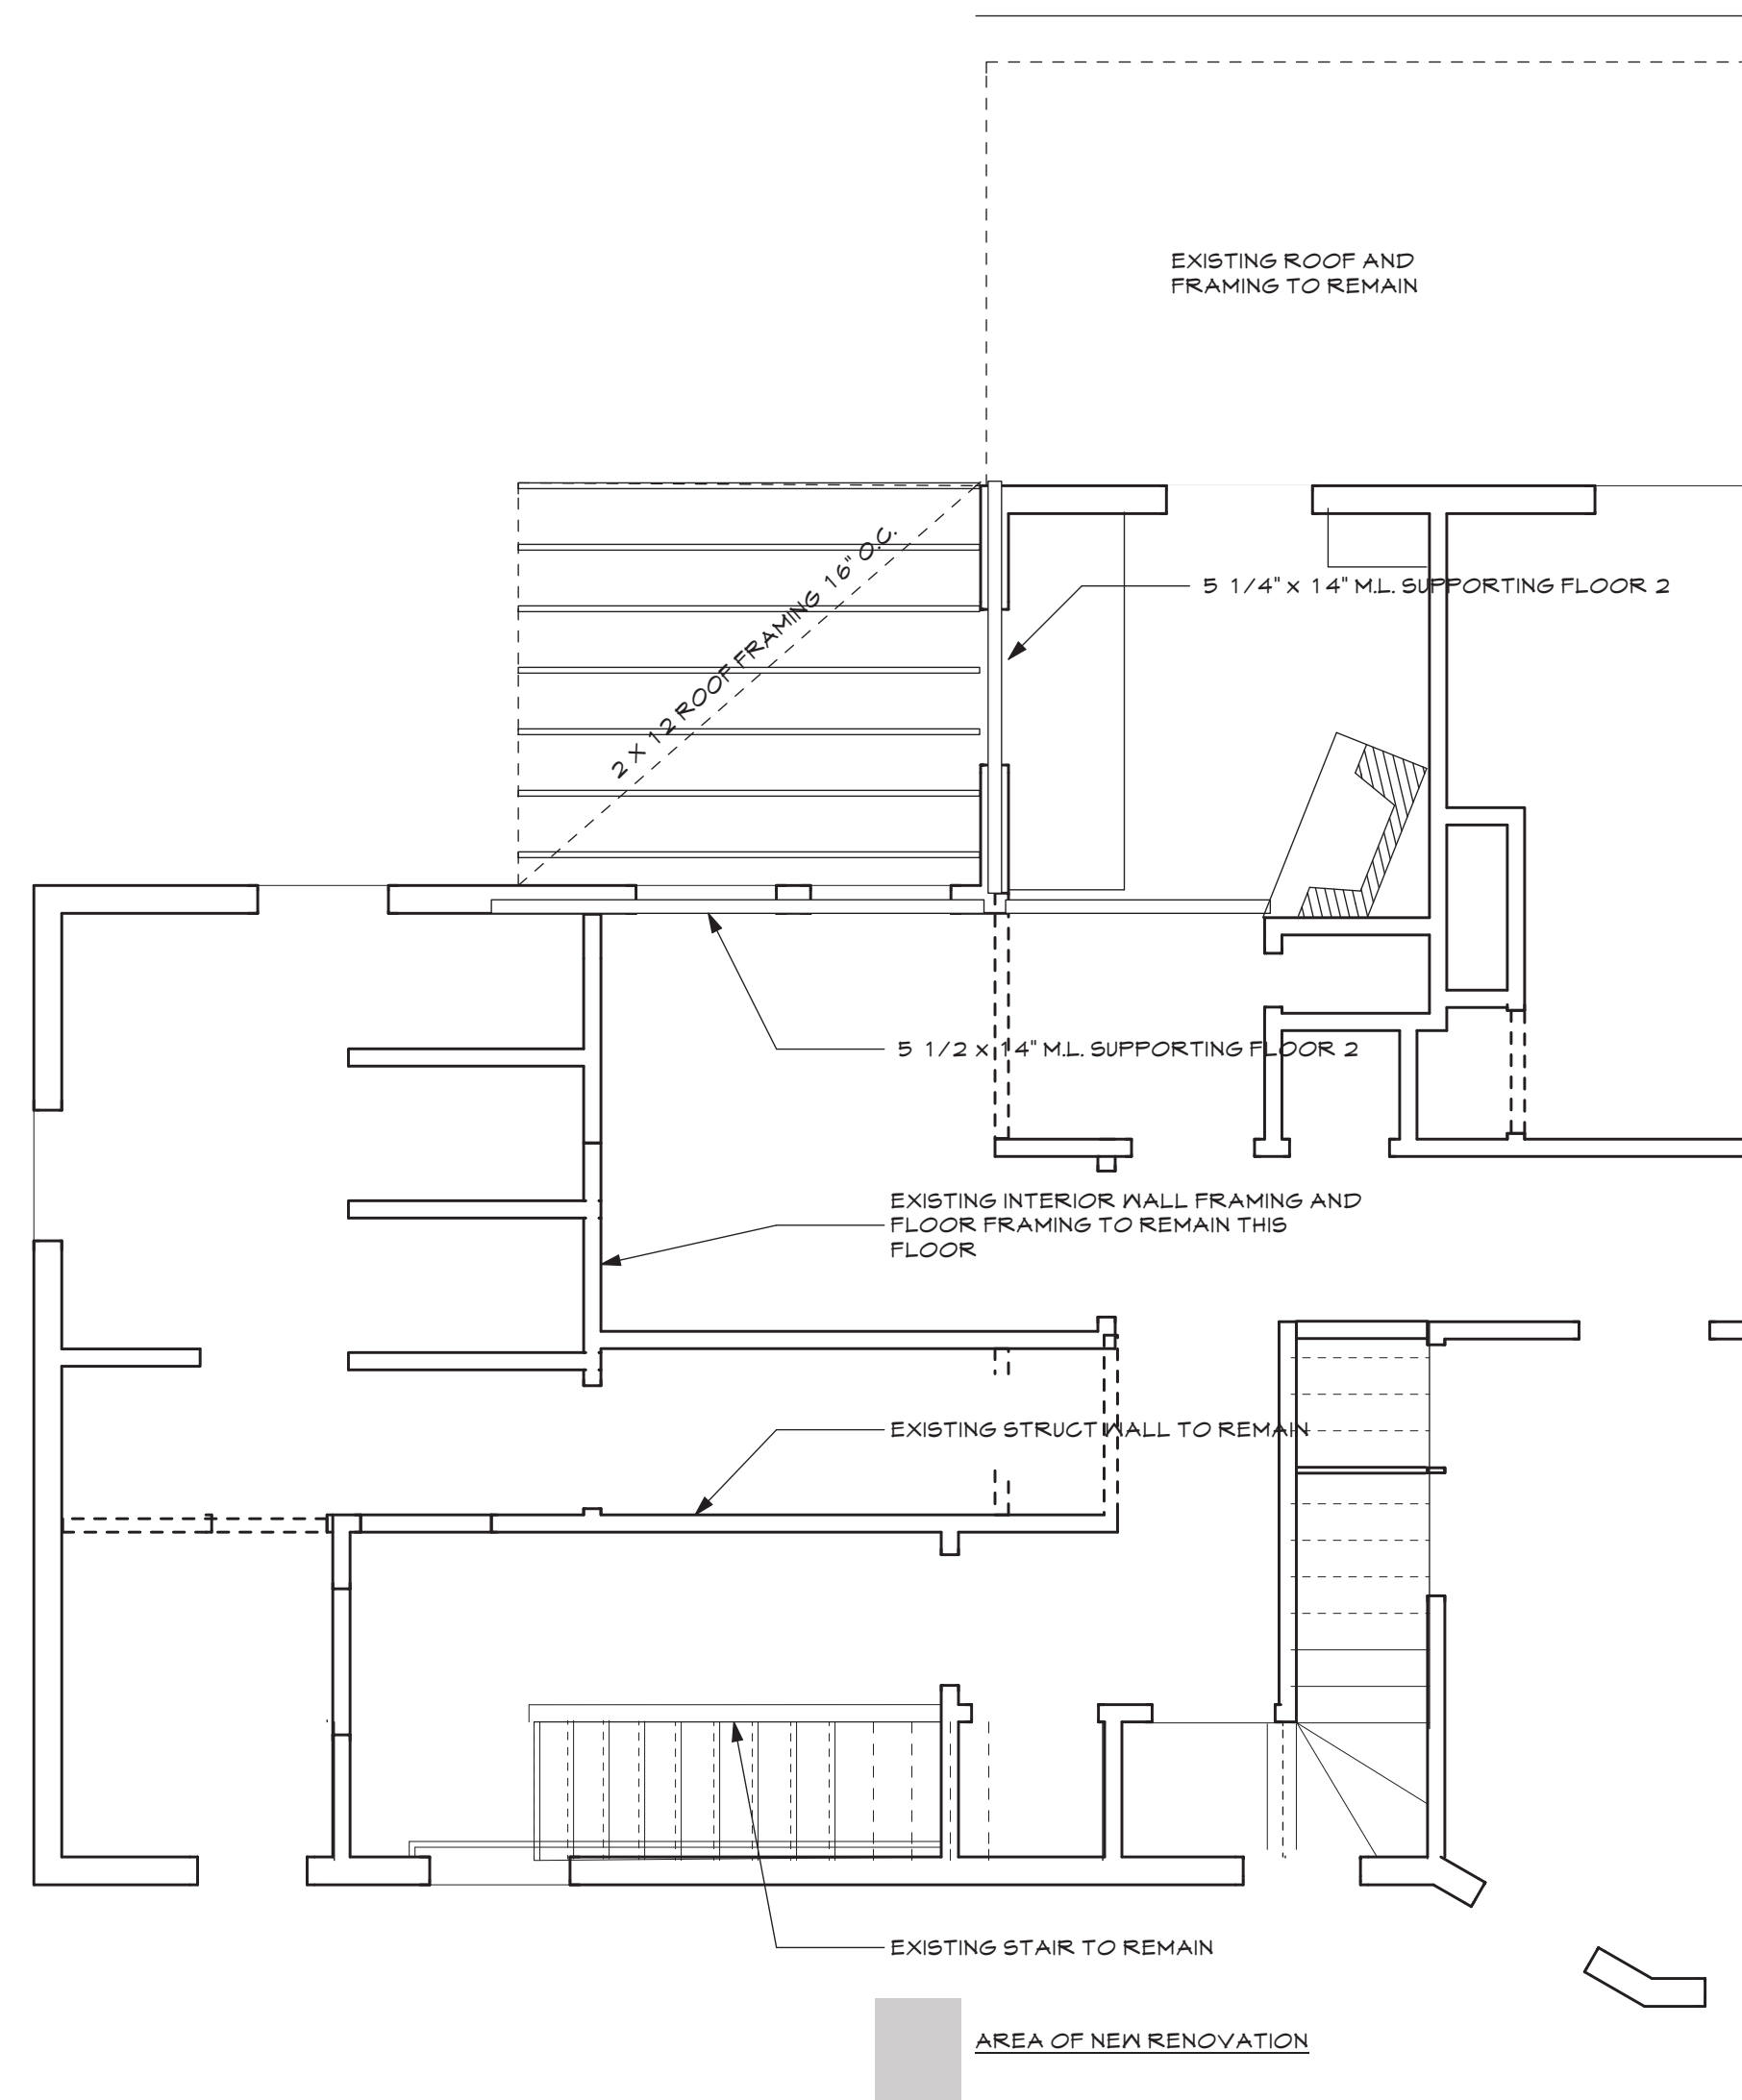 EXISTING ROOF AND
FRAMING TO REMAIN
2 X 12 ROOF FRAMING 16" O.C.
5 1/4" x 14" M.L. SUPPORTING FLOOR 2
5 1/2 x 14" M.L. SUPPORTING FLOOR 2
EXISTING INTERIOR WALL FRAMING AND
FLOOR FRAMING TO REMAIN THIS
FLOOR
EXISTING STRUCT WALL TO REMAIN
EXISTING STAIR TO REMAIN
AREA OF NEW RENOVATION